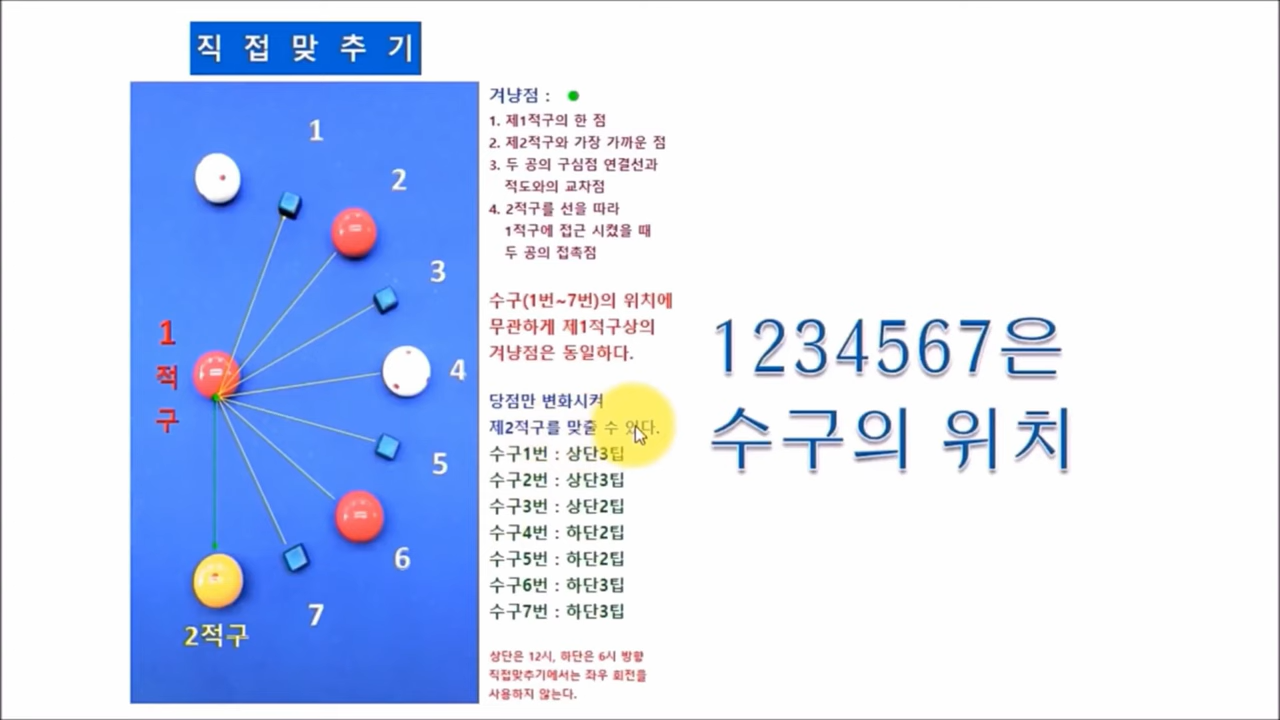 직 접 맞 추 기
1
2
3
4
5
6
7
1
적
구
2적구
겨냥점 :
1. 제1적구의 한 점
2. 제2적구와 가장 가까운 점
3. 두 공의 구심점 연결선과
적도와의 교차점
4. 2적구를 선을 따라
1적구에 접근 시켰을 때
두 공의 접촉점
수구(1번~7번)의 위치에
무관하게 제1적구상의
겨냥점은 동일하다.
당점만 변화시켜
제2적구를 맞출 수 있다.
수구1번 : 상단3팁
수구2번 : 상단3팁
수구3번 : 상단2팁
수구4번 : 하단2팁
수구5번 : 하단2팁
수구6번 : 하단3팁
수구7번 : 하단3팁
상단은 12시, 하단은 6시 방향
직접맞추기에서는 좌우 회전을
사용하지 않는다.
1234567은
수구의 위치